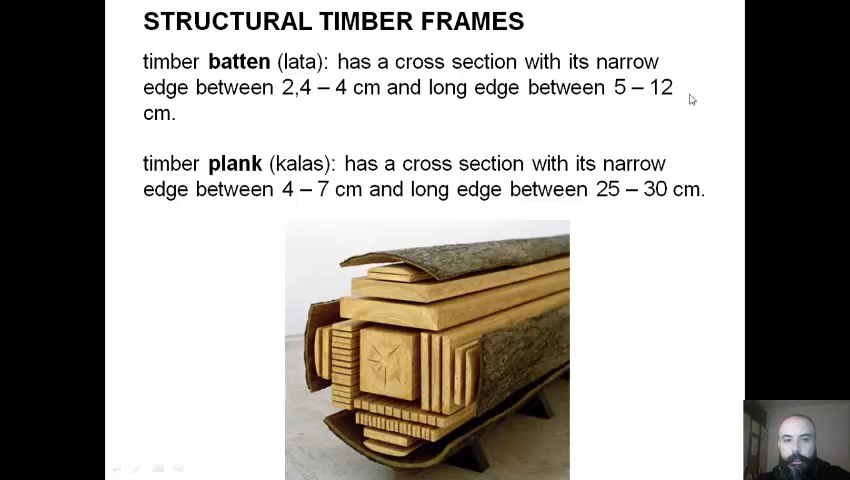 STRUCTURAL TIMBER FRAMES
timber batten (lata): has a cross section with its narrow
edge between 2,4 – 4 cm and long edge between 5 – 12
cm.
timber plank (kalas): has a cross section with its narrow
edge between 4 – 7 cm and long edge between 25 – 30 cm.